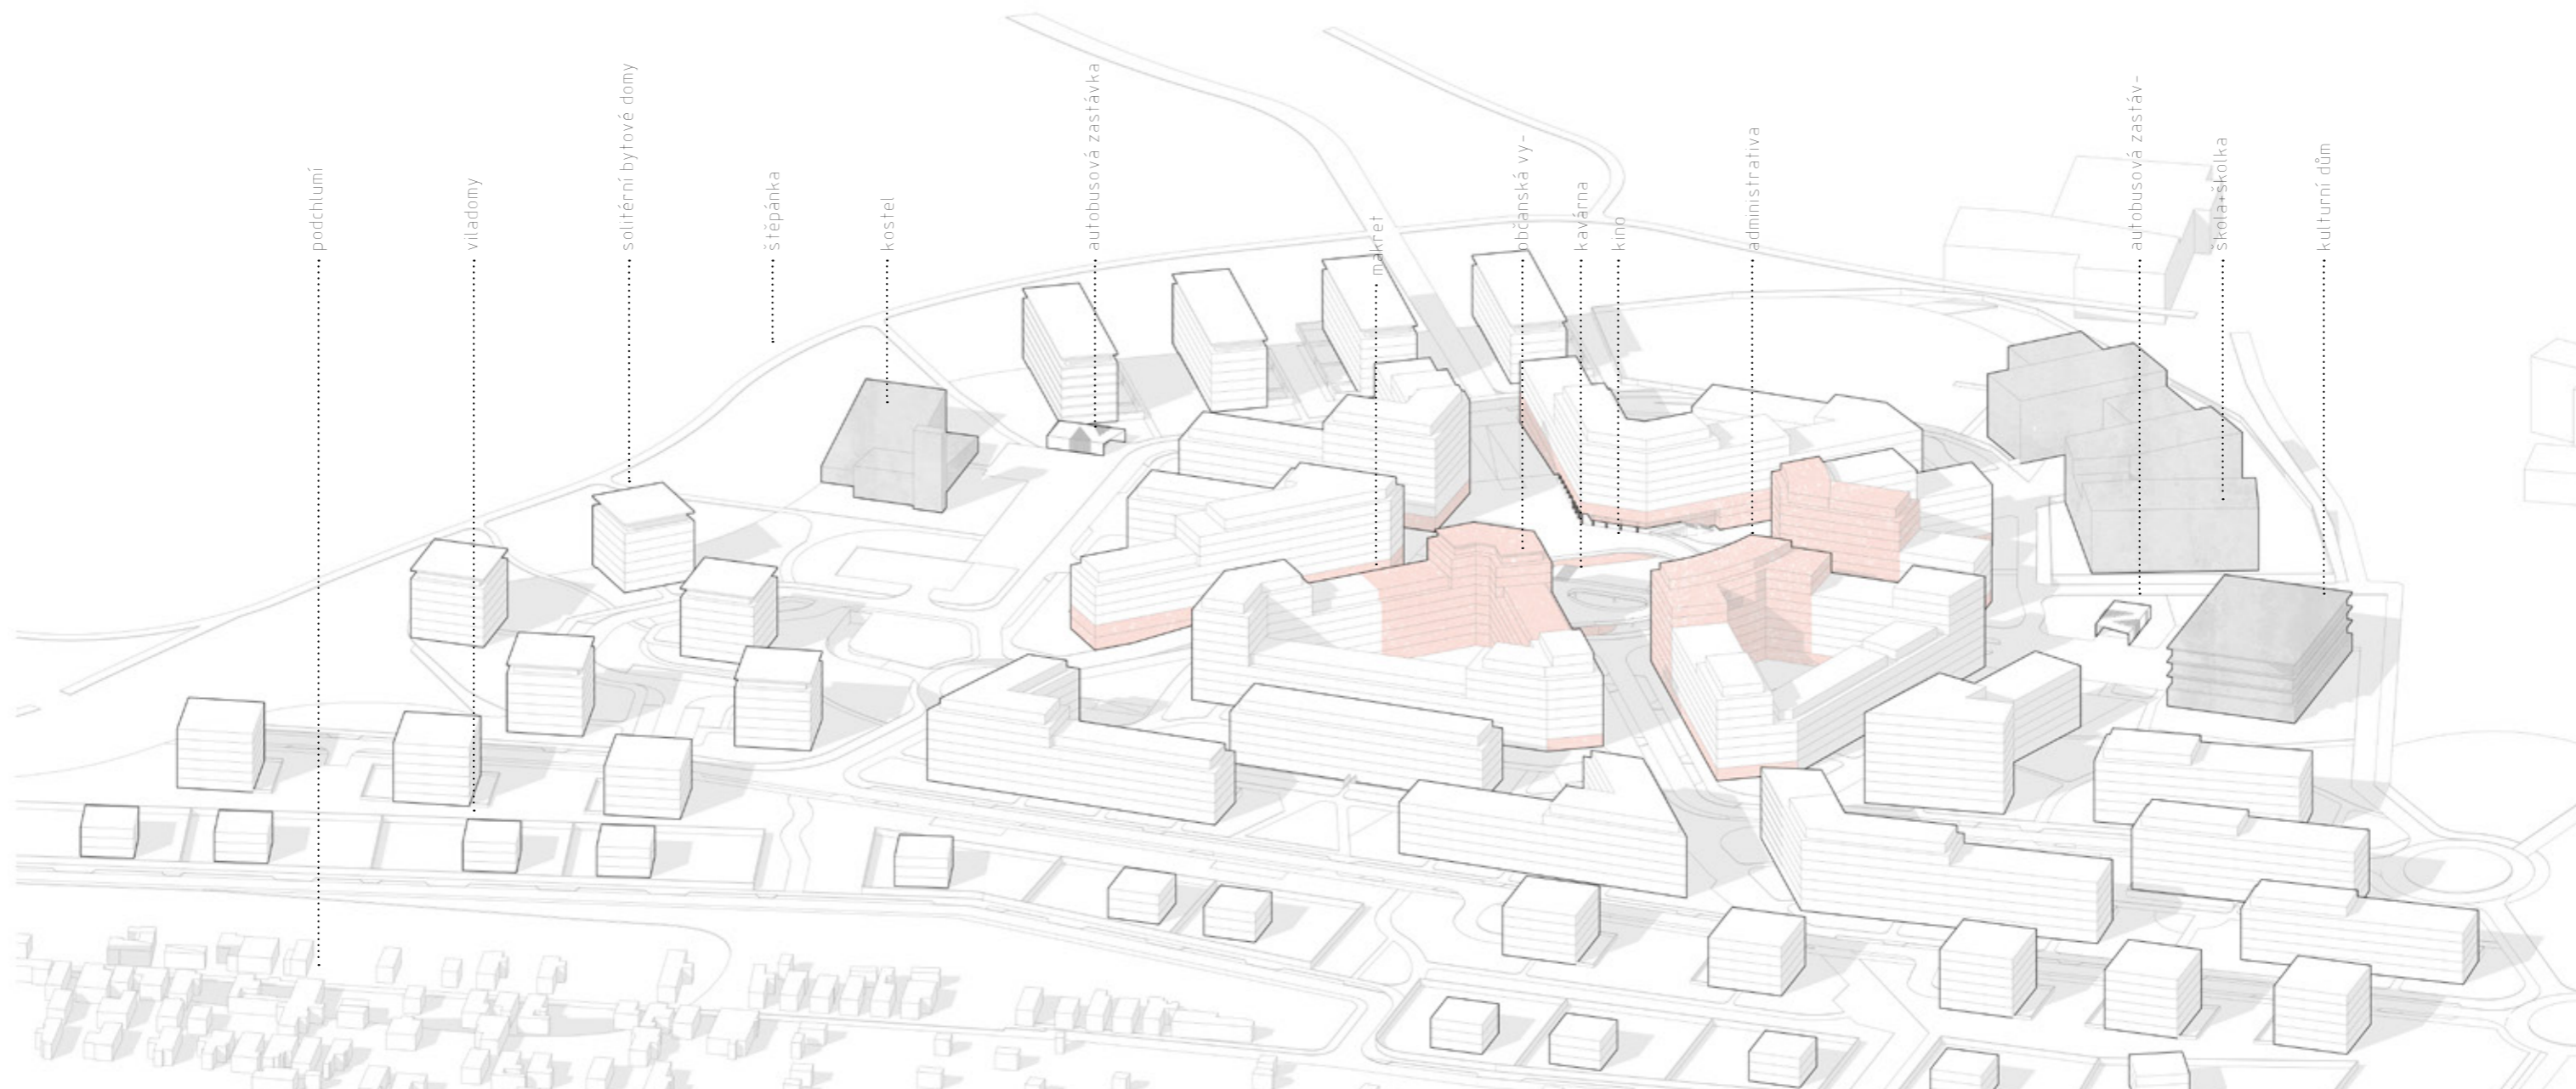 podchlumí
viladomy
solitérní bytové domy
štěpánka
kostel
autobusová zastávka
makret
občanská vy-
kavárna
kino
administrativa
autobusová zastáv-
škola+školka
kulturní dům